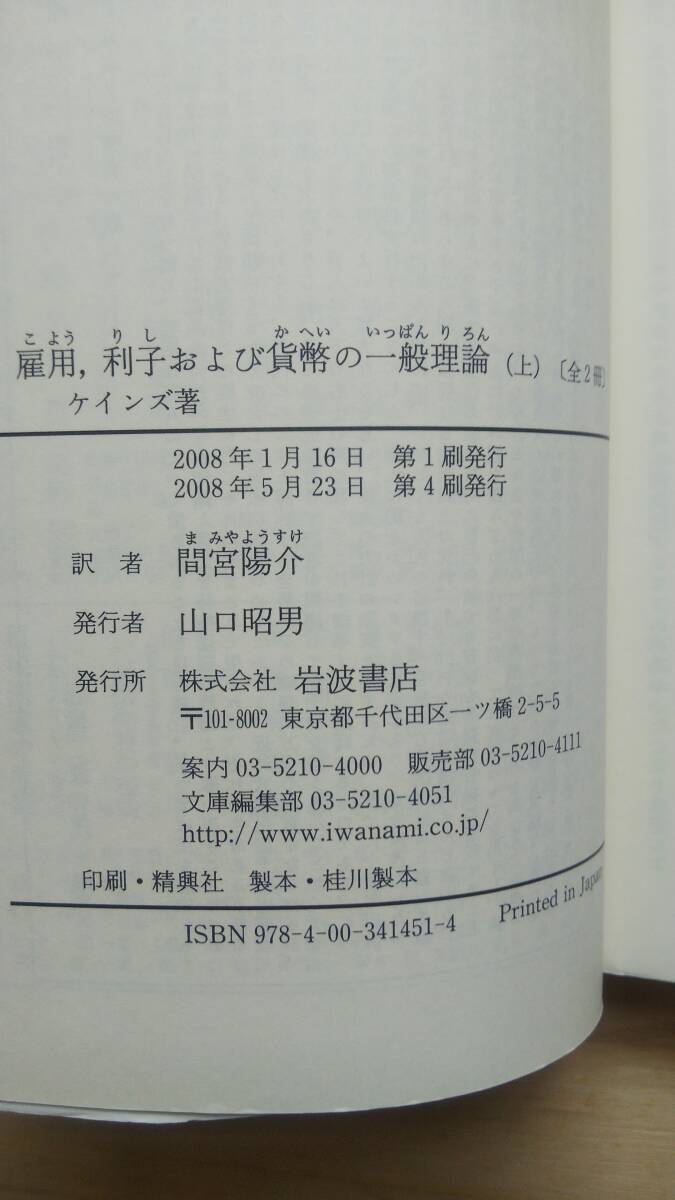 こよう りし かへい いっぱんりろん
雇用, 利子および貨幣の一般理論 (上) 〔全2冊〕
ケインズ著
2008年1月16日 第1刷発行
2008年5月23日 第4刷発行
まみやようすけ
訳者 間宮陽介
発行者 山口昭男
発行所 株式会社 岩波書店
〒101-8002 東京都千代田区一ツ橋2-5-5
案内 03-5210-4000 販売部 03-5210-4111
文庫編集部 03-5210-4051
http://www.iwanami.co.jp/
印刷・精興社 製本・桂川製本
ISBN 978-4-00-341451-4 Printed in Japan